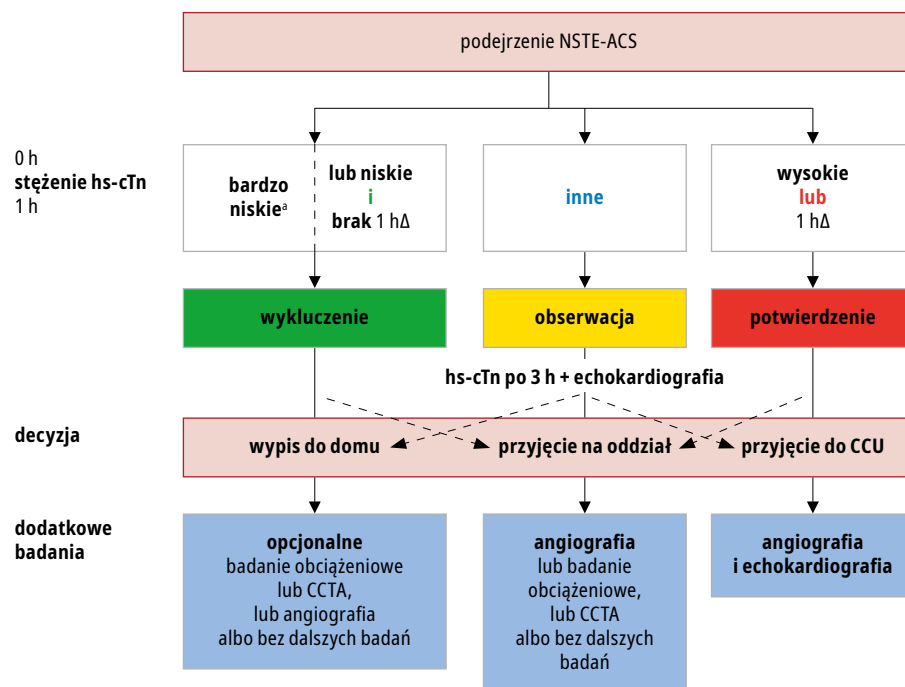 podejrzenie NSTE-ACS
0 h
stężenie hs-cTn
1 h
bardzo
niskieᵃ
lub niskie
i
brak 1 hΔ
inne
wysokie
lub
1 hΔ
wykluczenie
obserwacja
potwierdzenie
hs-cTn po 3 h + echokardiografia
decyzja
wypis do domu
przyjęcie na oddział
przyjęcie do CCU
dodatkowe
badania
opcjonalne
badanie obciążeniowe
lub CCTA,
lub angiografia
albo bez dalszych badań
angiografia
lub badanie
obciążeniowe,
lub CCTA
albo bez dalszych
badań
angiografia
i echokardiografia